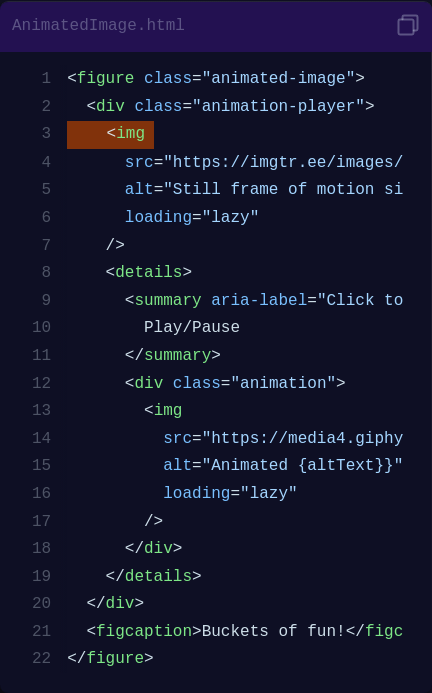 AnimatedImage.html
1 <figure class="animated-image">
2   <div class="animation-player">
3     <img
4       src="https://imgtr.ee/images/
5       alt="Still frame of motion si
6       loading="lazy"
7     />
8     <details>
9       <summary aria-label="Click to
10         Play/Pause
11       </summary>
12       <div class="animation">
13         <img
14           src="https://media4.giphy
15           alt="Animated {altText}}"
16           loading="lazy"
17         />
18       </div>
19     </details>
20   </div>
21   <figcaption>Buckets of fun!</figc
22 </figure>